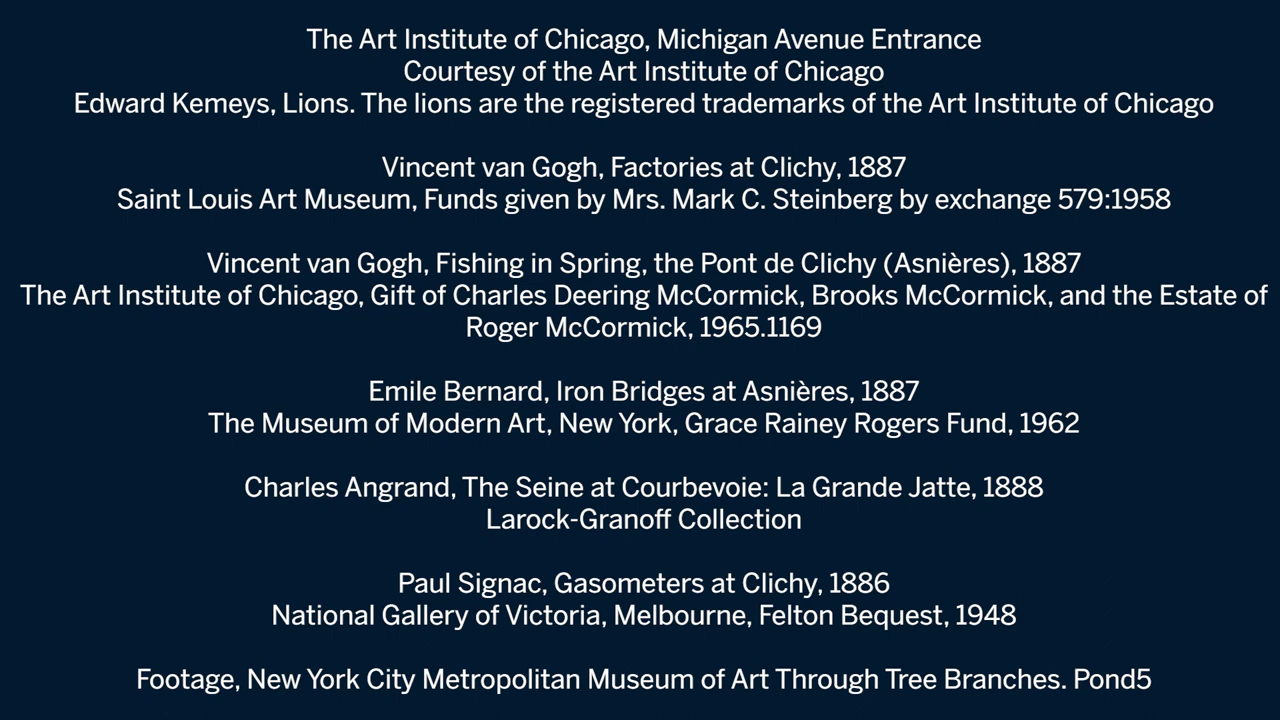 The Art Institute of Chicago, Michigan Avenue Entrance
Courtesy of the Art Institute of Chicago
Edward Kemeys, Lions. The lions are the registered trademarks of the Art Institute of Chicago
Vincent van Gogh, Factories at Clichy, 1887
Saint Louis Art Museum, Funds given by Mrs. Mark C. Steinberg by exchange 579:1958
Vincent van Gogh, Fishing in Spring, the Pont de Clichy (Asnières), 1887
The Art Institute of Chicago, Gift of Charles Deering McCormick, Brooks McCormick, and the Estate of
Roger McCormick, 1965.1169
Emile Bernard, Iron Bridges at Asnières, 1887
The Museum of Modern Art, New York, Grace Rainey Rogers Fund, 1962
Charles Angrand, The Seine at Courbevoie: La Grande Jatte, 1888
Larock-Granoff Collection
Paul Signac, Gasometers at Clichy, 1886
National Gallery of Victoria, Melbourne, Felton Bequest, 1948
Footage, New York City Metropolitan Museum of Art Through Tree Branches. Pond5